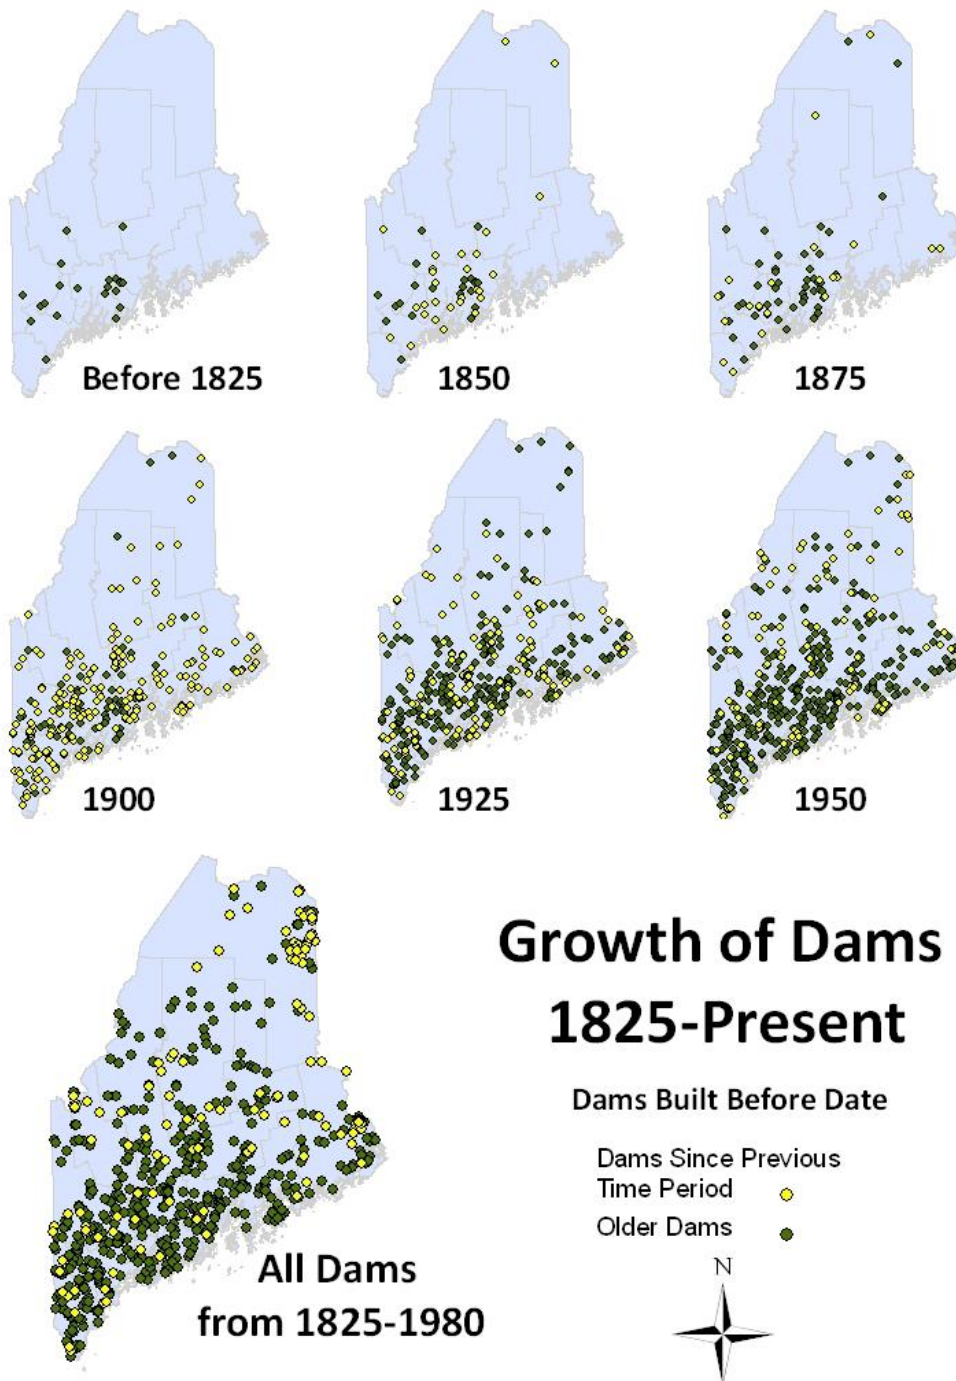 Before 1825
1850
1875
1900
1925
1950
Growth of Dams
1825-Present
Dams Built Before Date
Dams Since Previous
Time Period
Older Dams
N
All Dams
from 1825-1980